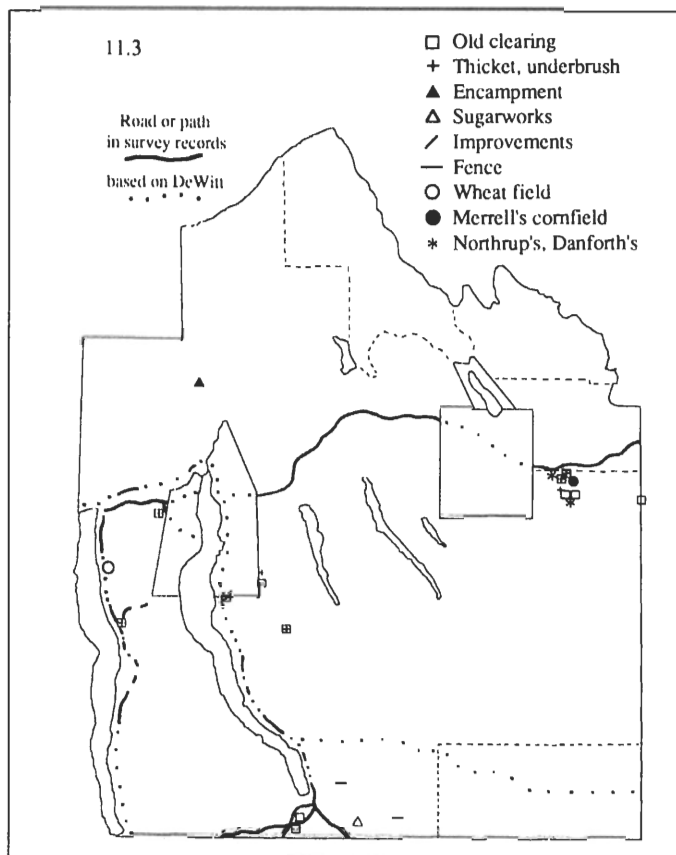 11.3
Road or path
in survey records
based on DeWitt
Old clearing
Thicket, underbrush
Encampment
Sugarworks
Improvements
Fence
Wheat field
Merrell's cornfield
Northrup's, Danforth's